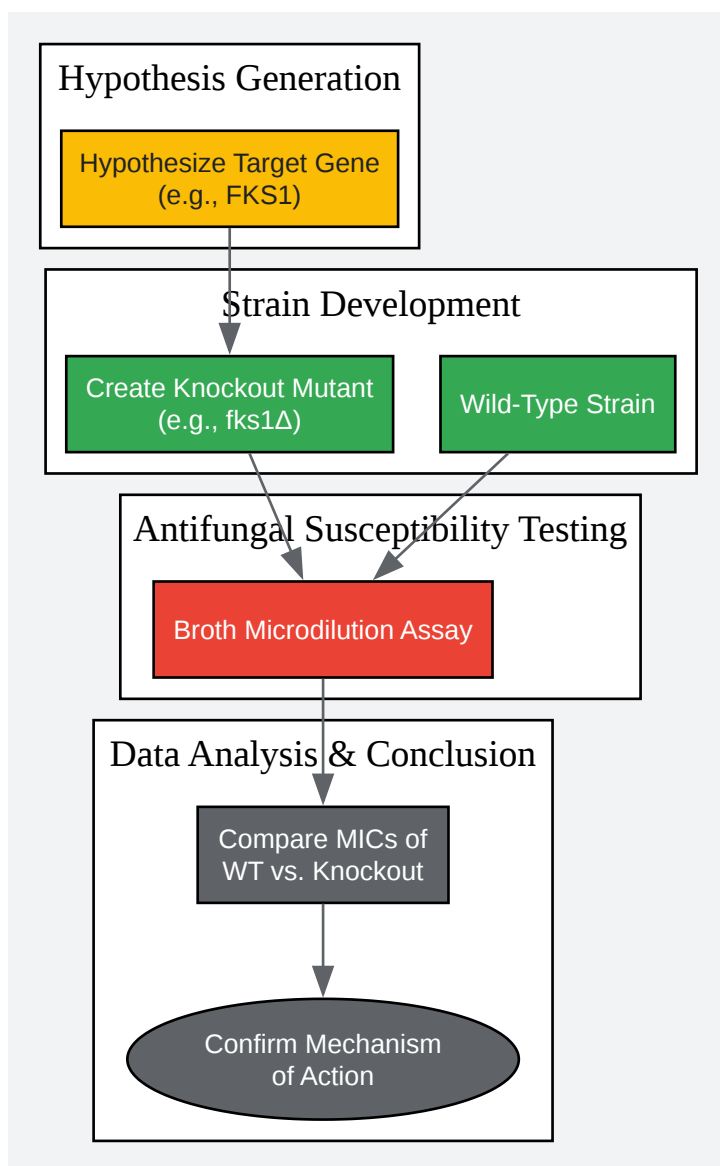 Hypothesis Generation
Hypothesize Target Gene
(e.g., FKS1)
Strain Development
Create Knockout Mutant
(e.g., fks1Δ)
Wild-Type Strain
Antifungal Susceptibility Testing
Broth Microdilution Assay
Data Analysis & Conclusion
Compare MICs of
WT vs. Knockout
Confirm Mechanism
of Action